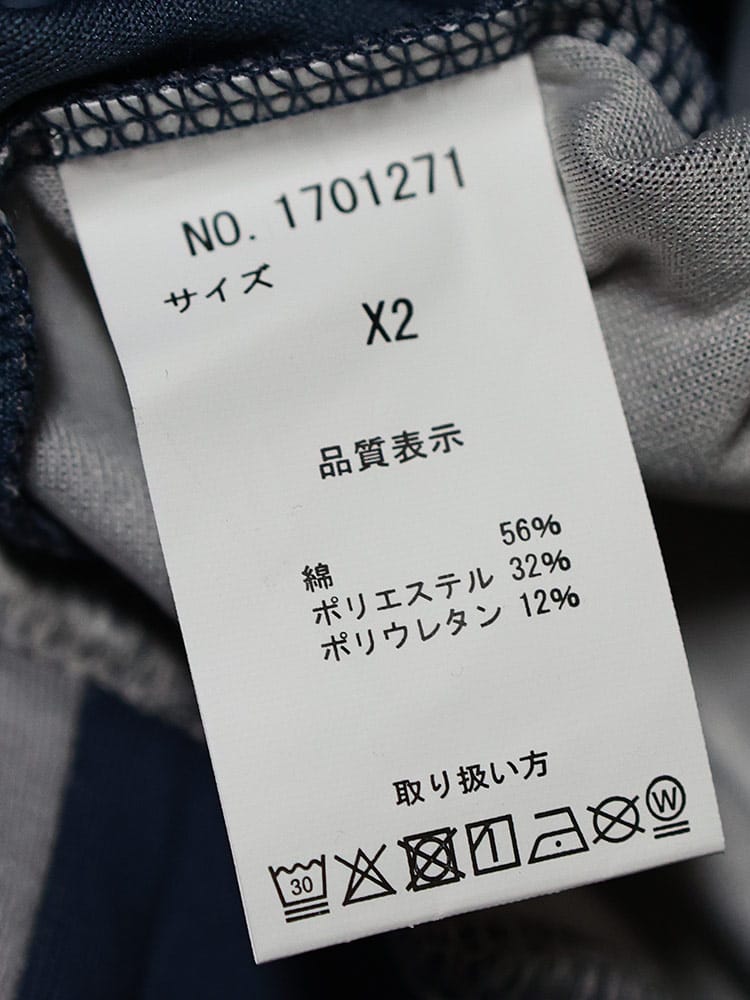 NO. 1701271
サイズ
X2
品質表示
綿 56%
ポリエステル 32%
ポリウレタン 12%
取り扱い方
30
W